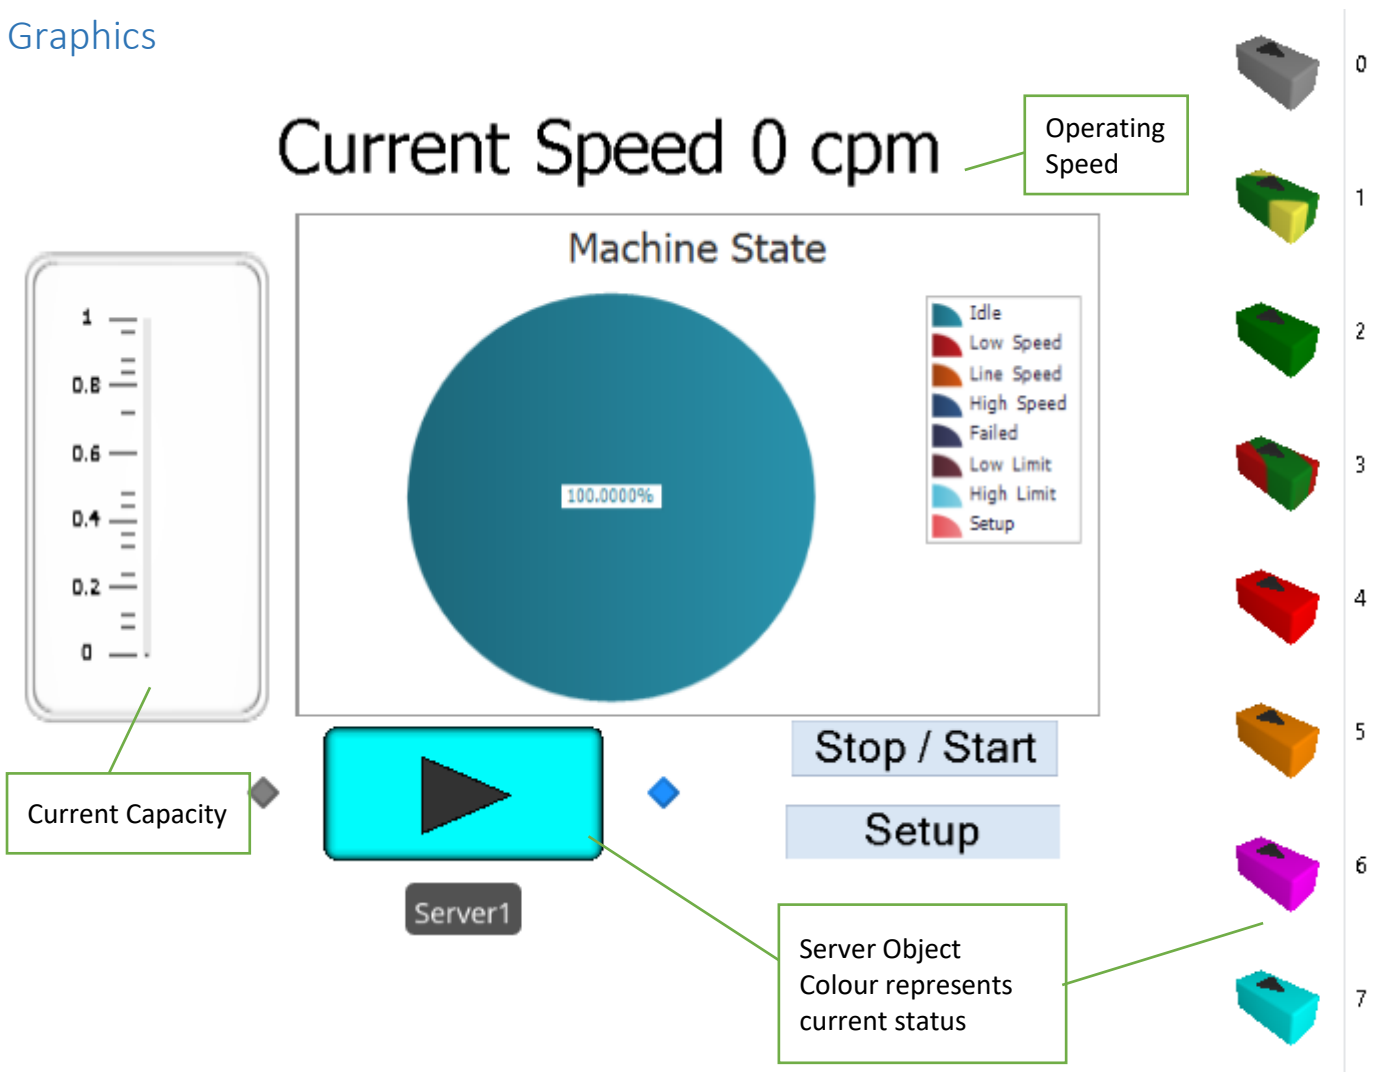 Graphics
0
Current Speed 0 cpm
Operating
Speed
1
Machine State
1
0.8
0.6
0.4
0.2
0
100.0000%
Idle
Low Speed
Line Speed
High Speed
Failed
Low Limit
High Limit
Setup
2
3
4
5
Current Capacity
Stop / Start
Setup
Server1
6
Server Object
Colour represents
current status
7